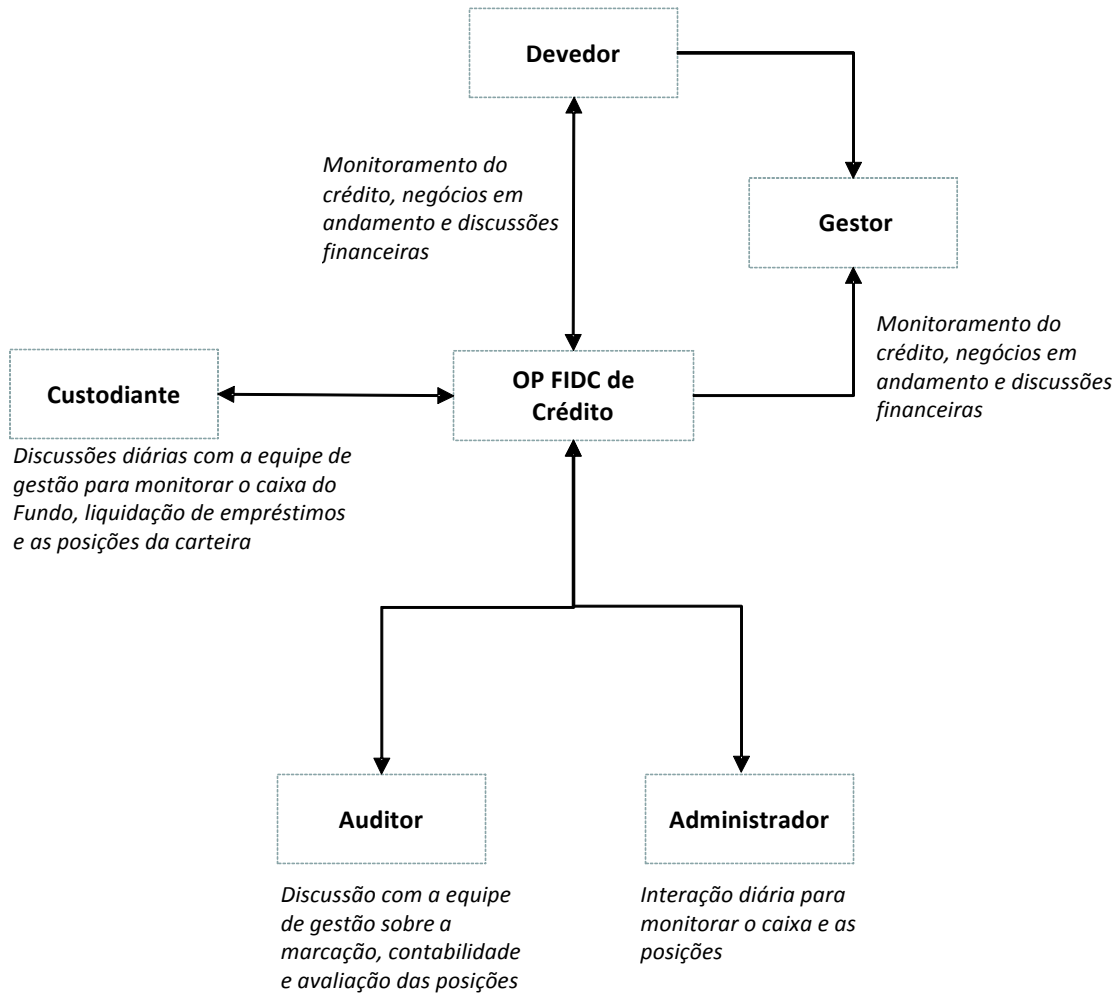 Devedor
Monitoramento do
crédito, negócios em
andamento e discussões
financeiras
Gestor
Monitoramento do
crédito, negócios em
andamento e discussões
financeiras
Custodiante
OP FIDC de
Crédito
Discussões diárias com a equipe de
gestão para monitorar o caixa do
Fundo, liquidação de empréstimos
e as posições da carteira
Auditor
Administrador
Discussão com a equipe
de gestão sobre a
marcação, contabilidade
e avaliação das posições
Interação diária para
monitorar o caixa e as
posições